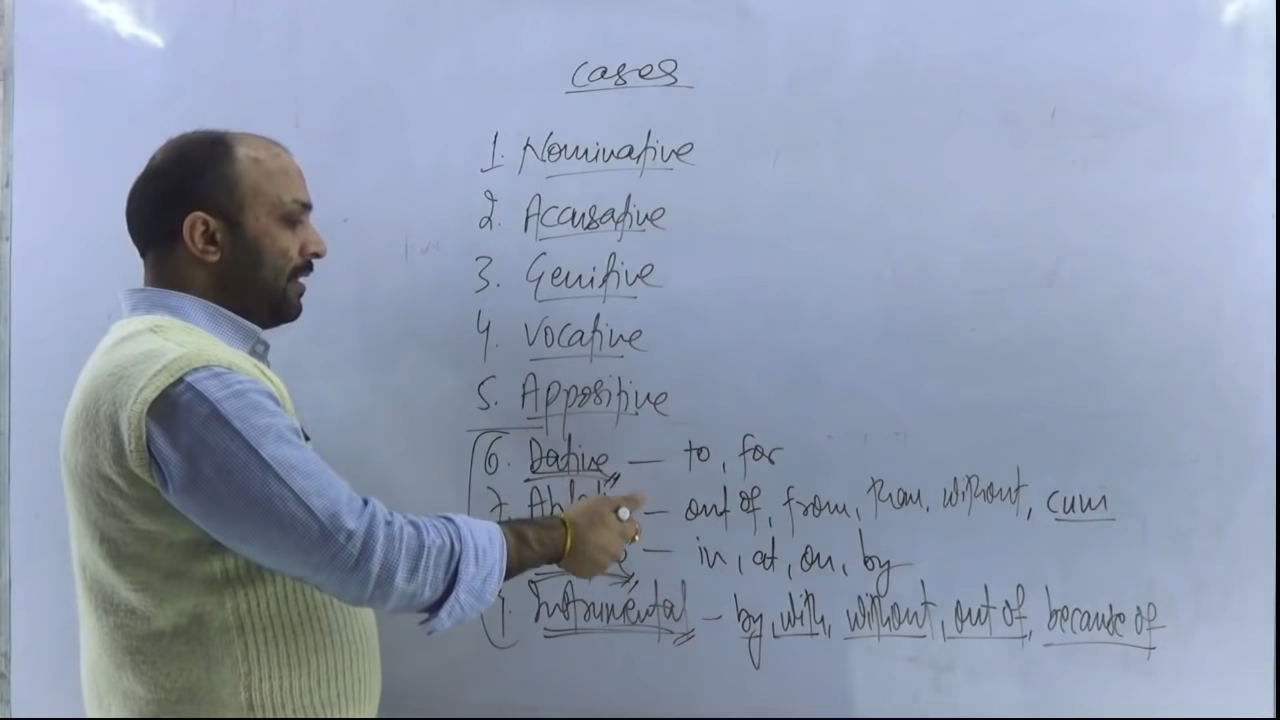 Cases
1. Nominative
2. Accusative
3. Genitive
4. Vocative
5. Appositive
6. Dative — to, for
7. — out of, from, than, without, cum
— in, at, on, by
9. Instrumental — by, with, without, out of, because of